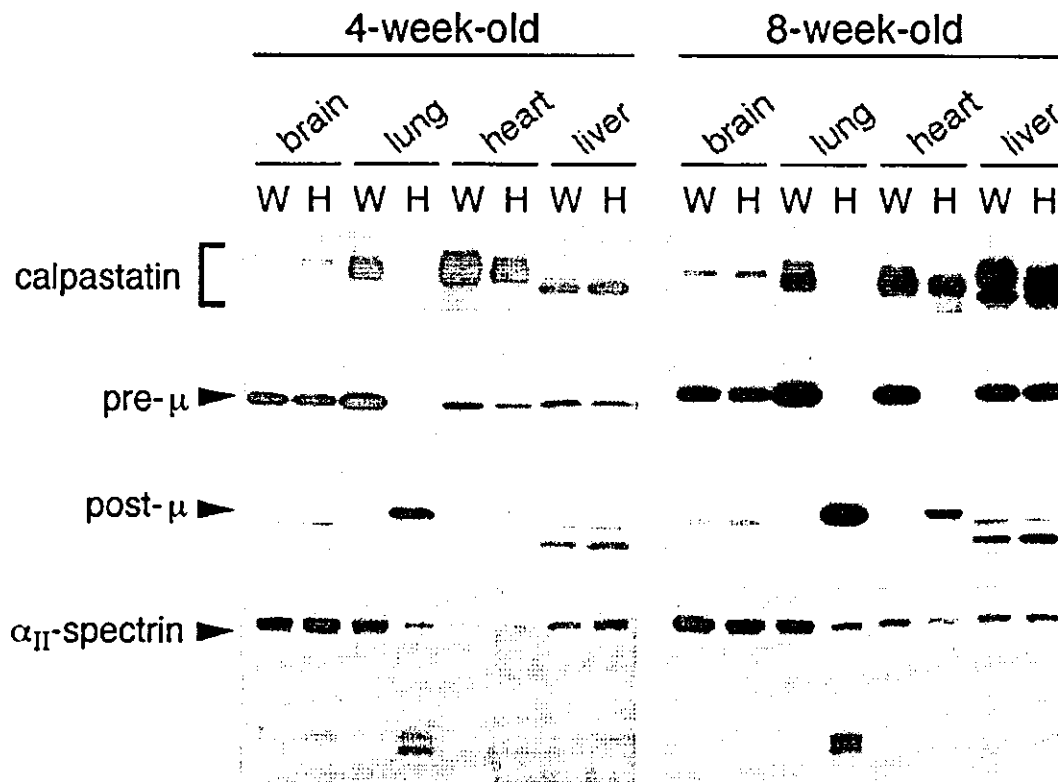 4-week-old 8-week-old
brain lung heart liver brain lung heart liver
W H W H W H W H W H W H W H W H
calpastatin
pre-μ
post-μ
αII-spectrin